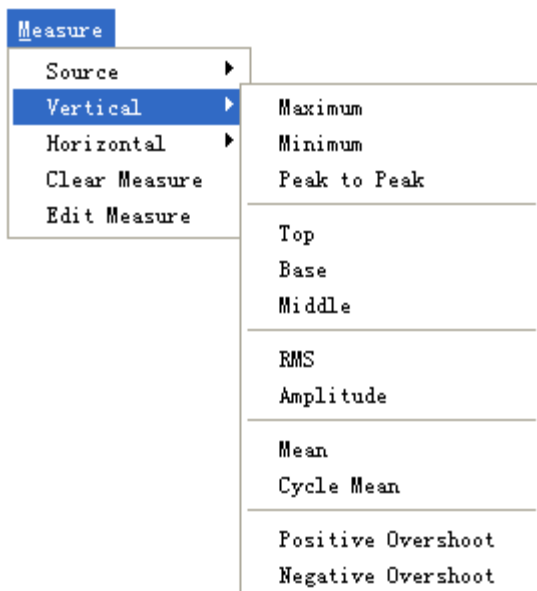 Measure
Source
Vertical
Horizontal
Clear Measure
Edit Measure
Maximum
Minimum
Peak to Peak
Top
Base
Middle
RMS
Amplitude
Mean
Cycle Mean
Positive Overshoot
Negative Overshoot